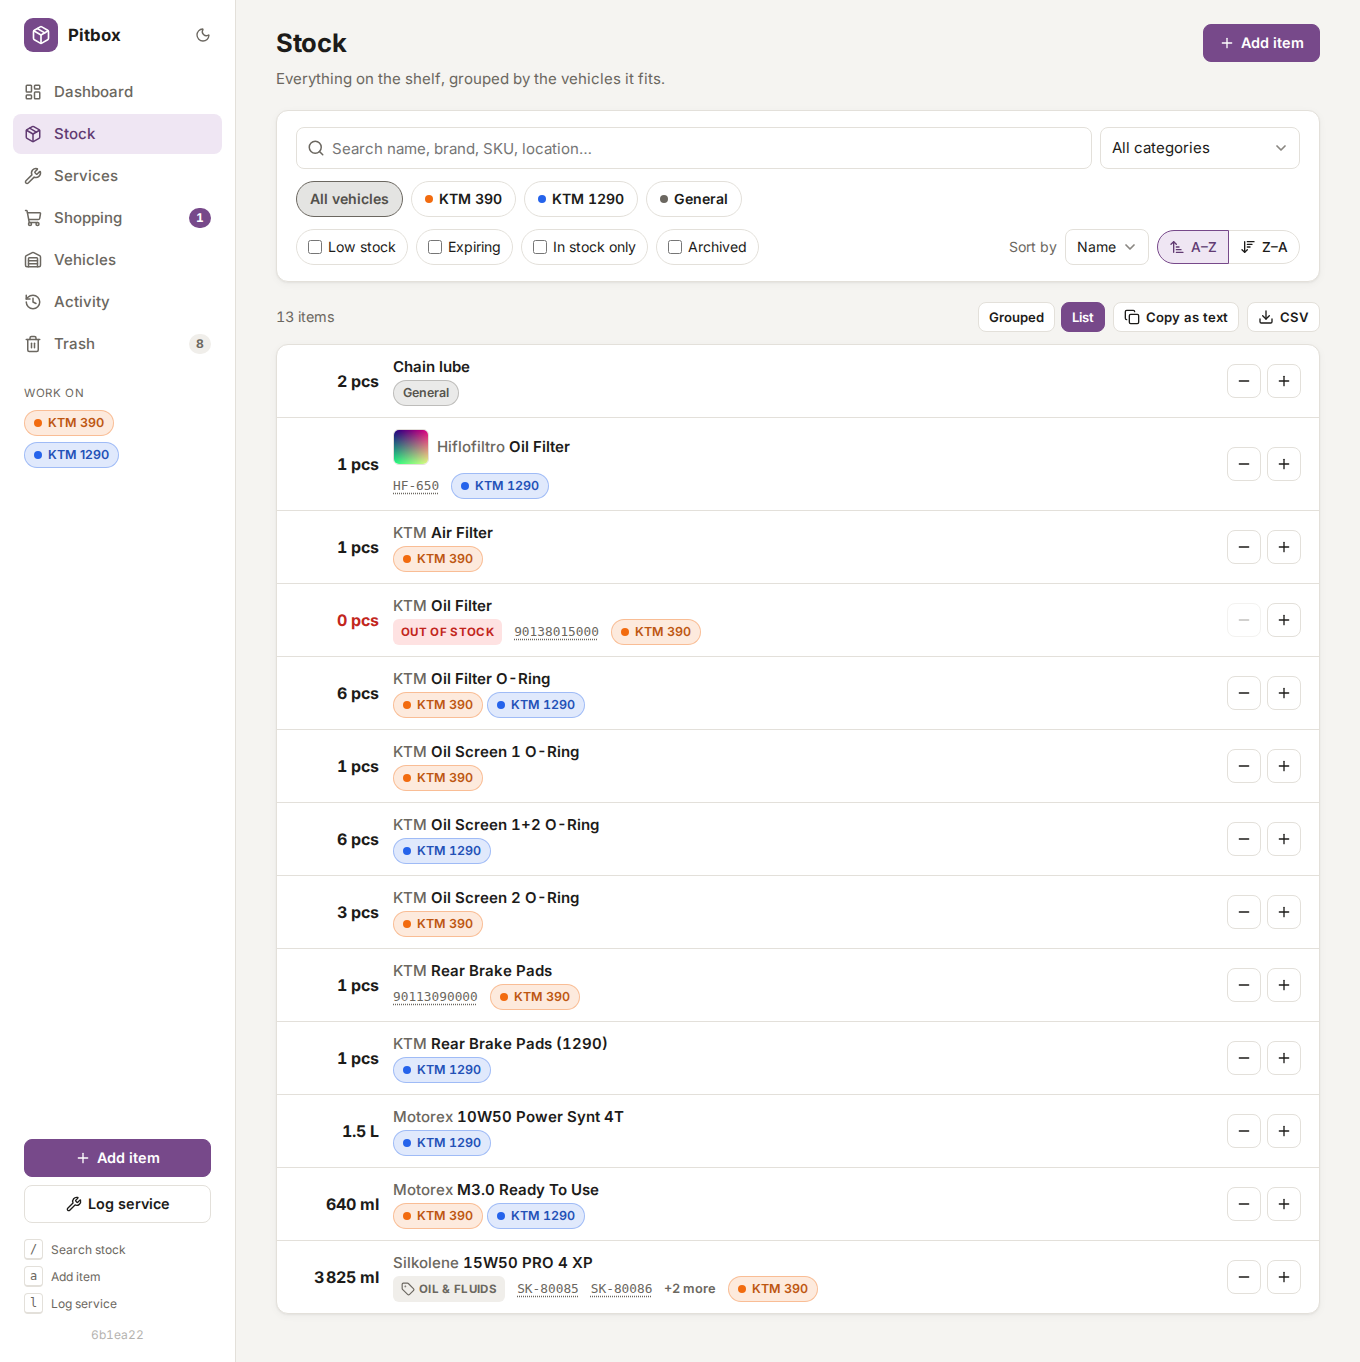 Pitbox
Dashboard
Stock
Services
Shopping 1
Vehicles
Activity
Trash 8
WORK ON
KTM 390
KTM 1290
+ Add item
Log service
/ Search stock
a Add item
l Log service
6b1ea22
Stock
+ Add item
Everything on the shelf, grouped by the vehicles it fits.
Search name, brand, SKU, location...
All categories
All vehicles KTM 390 KTM 1290 General
Low stock Expiring In stock only Archived Sort by Name A–Z Z–A
13 items Grouped List Copy as text CSV
2 pcs Chain lube
General
1 pcs Hiflofiltro Oil Filter
HF-650 KTM 1290
1 pcs KTM Air Filter
KTM 390
0 pcs KTM Oil Filter
OUT OF STOCK 90138015000 KTM 390
6 pcs KTM Oil Filter O-Ring
KTM 390 KTM 1290
1 pcs KTM Oil Screen 1 O-Ring
KTM 390
6 pcs KTM Oil Screen 1+2 O-Ring
KTM 1290
3 pcs KTM Oil Screen 2 O-Ring
KTM 390
1 pcs KTM Rear Brake Pads
90113090000 KTM 390
1 pcs KTM Rear Brake Pads (1290)
KTM 1290
1.5 L Motorex 10W50 Power Synt 4T
KTM 1290
640 ml Motorex M3.0 Ready To Use
KTM 390 KTM 1290
3 825 ml Silkolene 15W50 PRO 4 XP
OIL & FLUIDS SK-80085 SK-80086 +2 more KTM 390